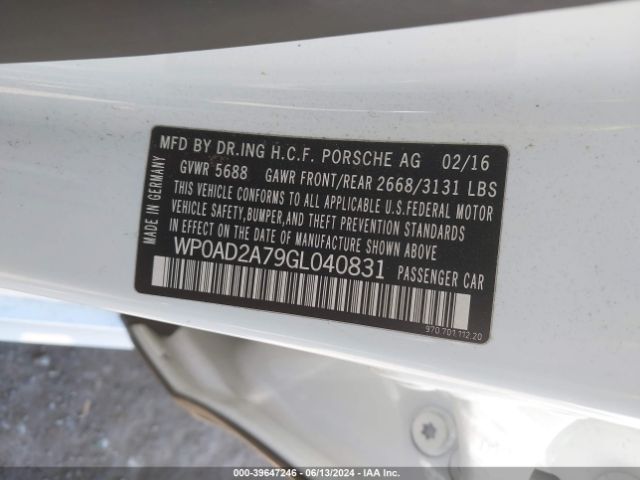 MFD BY DR.ING H.C.F. PORSCHE AG 02/16
GVWR 5688 GAWR FRONT/REAR 2668/3131 LBS
THIS VEHICLE CONFORMS TO ALL APPLICABLE U.S.FEDERAL MOTOR
VEHICLE SAFETY,BUMPER,AND THEFT PREVENTION STANDARDS
IN EFFECT ON THE DATE OF MANUFACTURE SHOWN ABOVE.
WP0AD2A79GL040831 PASSENGER CAR
MADE IN GERMANY
970.701.112.20
000-39647246 - 06/13/2024 - IAAI.COM